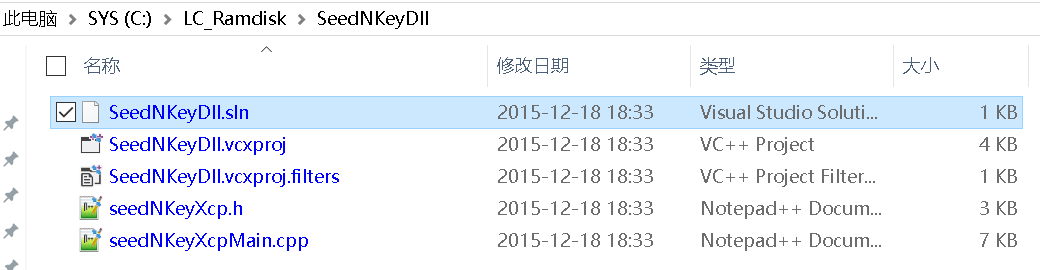 此电脑 > SYS (C:) > LC_Ramdisk > SeedNKeyDll
名称 修改日期 类型 大小
SeedNKeyDll.sln 2015-12-18 18:33 Visual Studio Soluti... 1 KB
SeedNKeyDll.vcxproj 2015-12-18 18:33 VC++ Project 4 KB
SeedNKeyDll.vcxproj.filters 2015-12-18 18:33 VC++ Project Filter... 1 KB
seedNKeyXcp.h 2015-12-18 18:33 Notepad++ Docum... 3 KB
seedNKeyXcpMain.cpp 2015-12-18 18:33 Notepad++ Docum... 7 KB